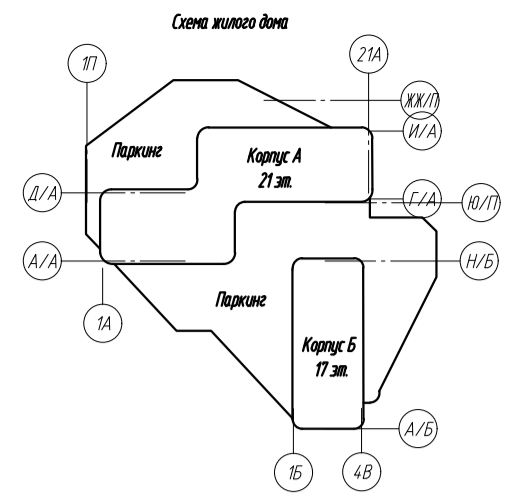 Схема жилого дома
1П
21А
ЖЖ/П
И/А
Паркинг
Корпус А
21 эт.
Д/А
Г/А
Ю/П
А/А
Н/Б
Паркинг
1А
Корпус Б
17 эт.
А/Б
1Б
4В